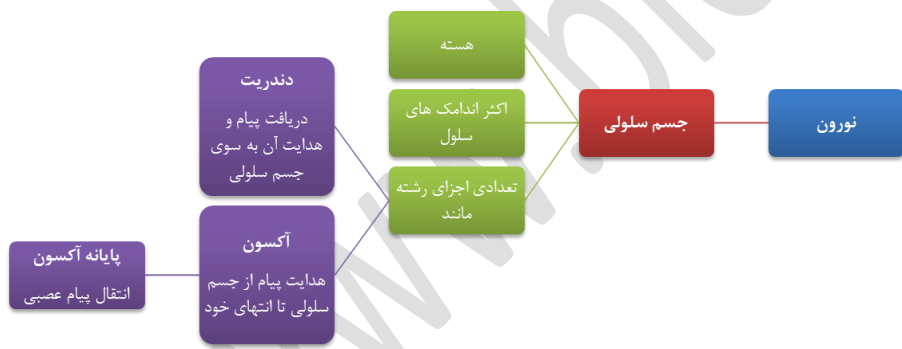 نورون
جسم سلولی
هسته
اکثر اندامک های
سلول
تعدادی اجزای رشته
مانند
دندریت
دریافت پیام و
هدایت آن به سوی
جسم سلولی
آکسون
هدایت پیام از جسم
سلولی تا انتهای خود
پایانه آکسون
انتقال پیام عصبی